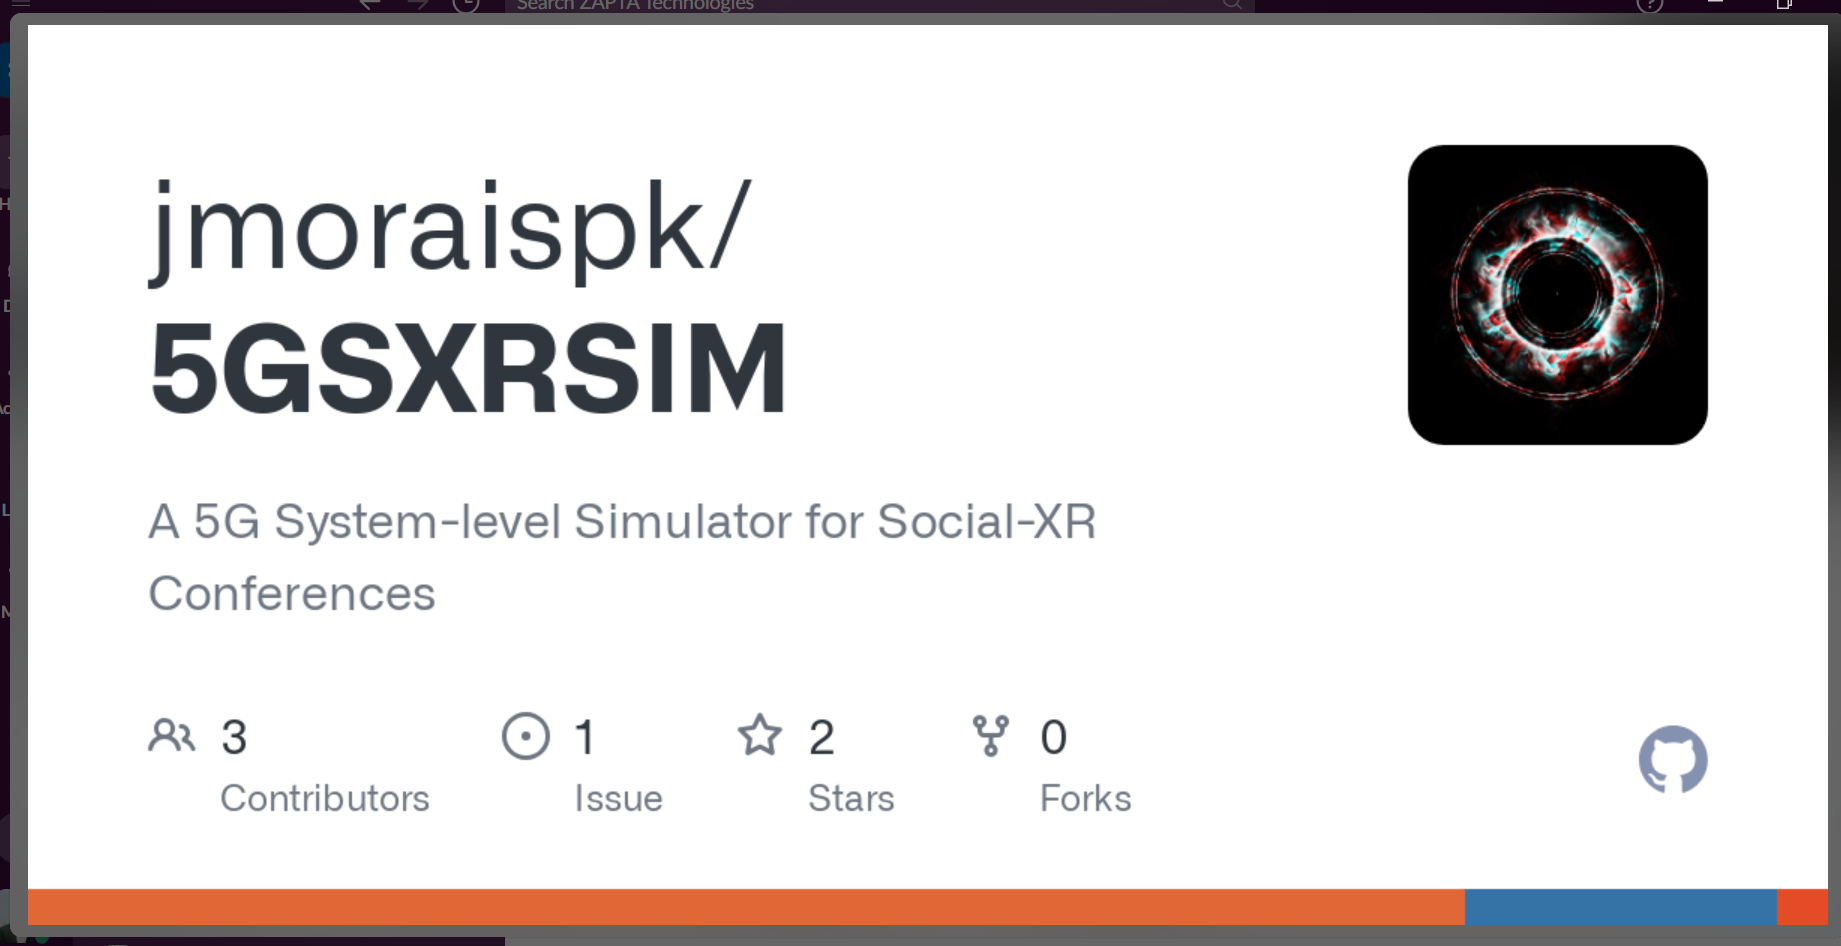 Search ZAPTA Technologies
jmoraispk/
5GSXRSIM
A 5G System-level Simulator for Social-XR
Conferences
3
Contributors
1
Issue
2
Stars
0
Forks